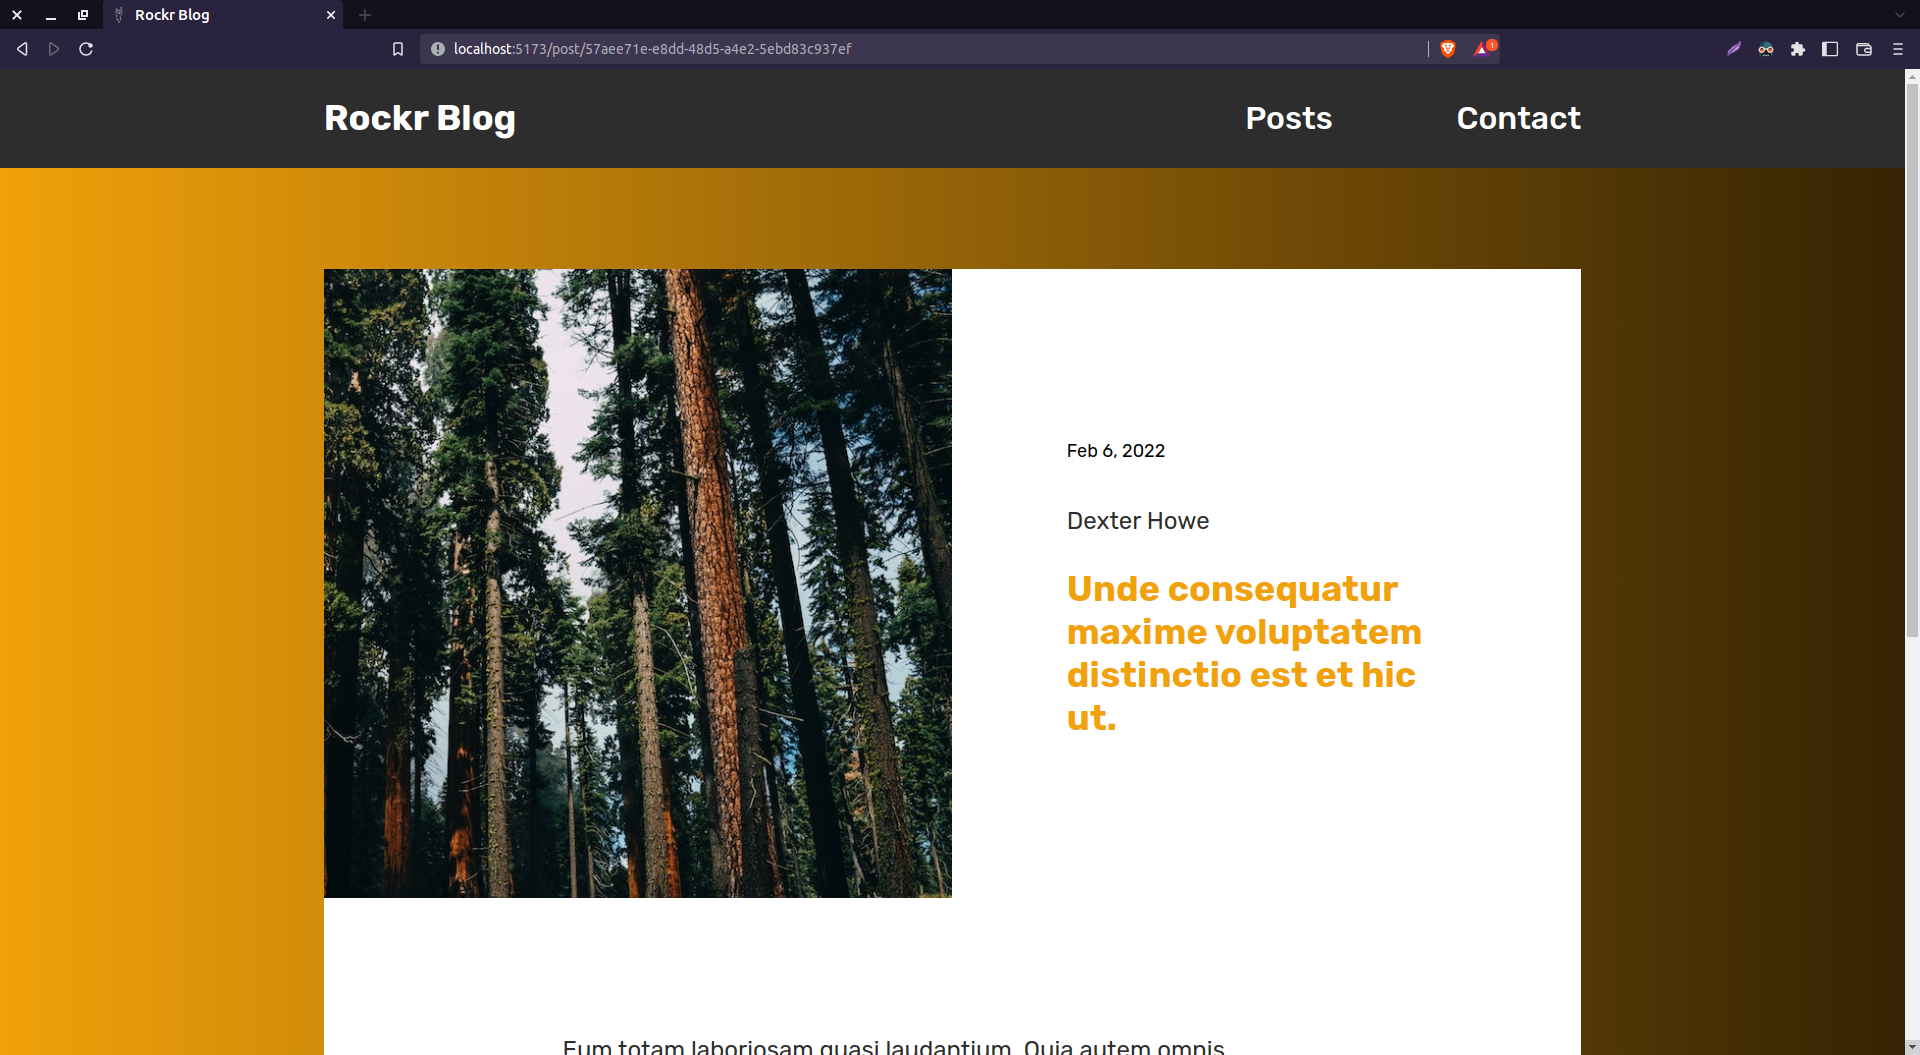 Rockr Blog
localhost:5173/post/57aee71e-e8dd-48d5-a4e2-5ebd83c937ef
1
Rockr Blog
Posts
Contact
Feb 6, 2022
Dexter Howe
Unde consequatur
maxime voluptatem
distinctio est et hic
ut.
Eum totam laboriosam quasi laudantium. Quia autem omnis